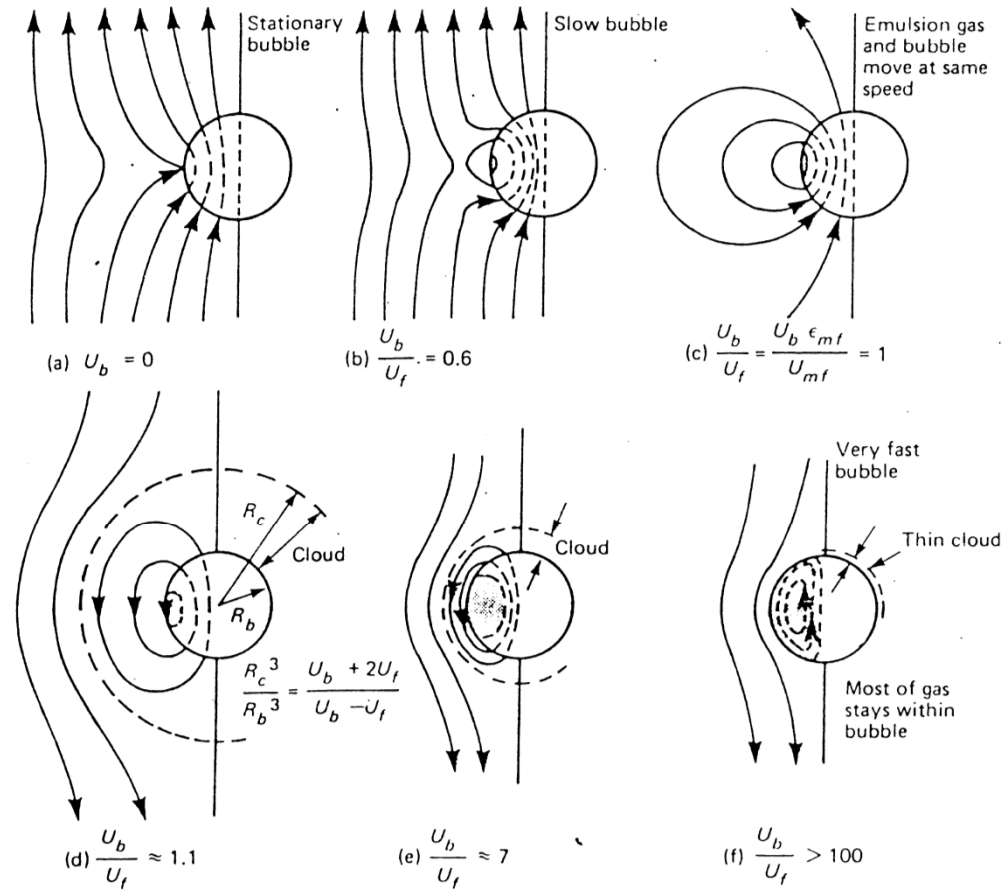 Stationary
bubble
Slow bubble
Emulsion gas
and bubble
move at same
speed
(a) U_b = 0
(b) U_b / U_f = 0.6
(c) U_b / U_f = U_b ϵ_mf / U_mf = 1
R_c
Cloud
R_b
R_c^3 / R_b^3 = U_b + 2U_f / U_b − U_f
Cloud
Very fast
bubble
Thin cloud
Most of gas
stays within
bubble
(d) U_b / U_f ≈ 1.1
(e) U_b / U_f ≈ 7
(f) U_b / U_f > 100